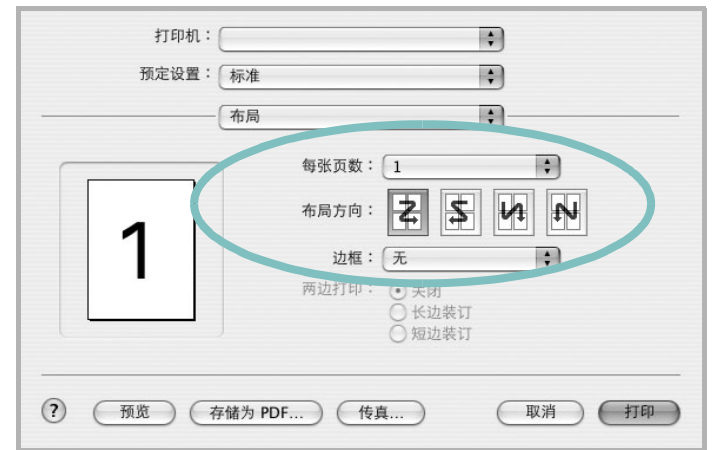 打印机：
预定设置： 标准
布局
每张页数： 1
布局方向：
1
边框： 无
两边打印： 关闭
长边装订
短边装订
? 预览 存储为 PDF... 传真... 取消 打印